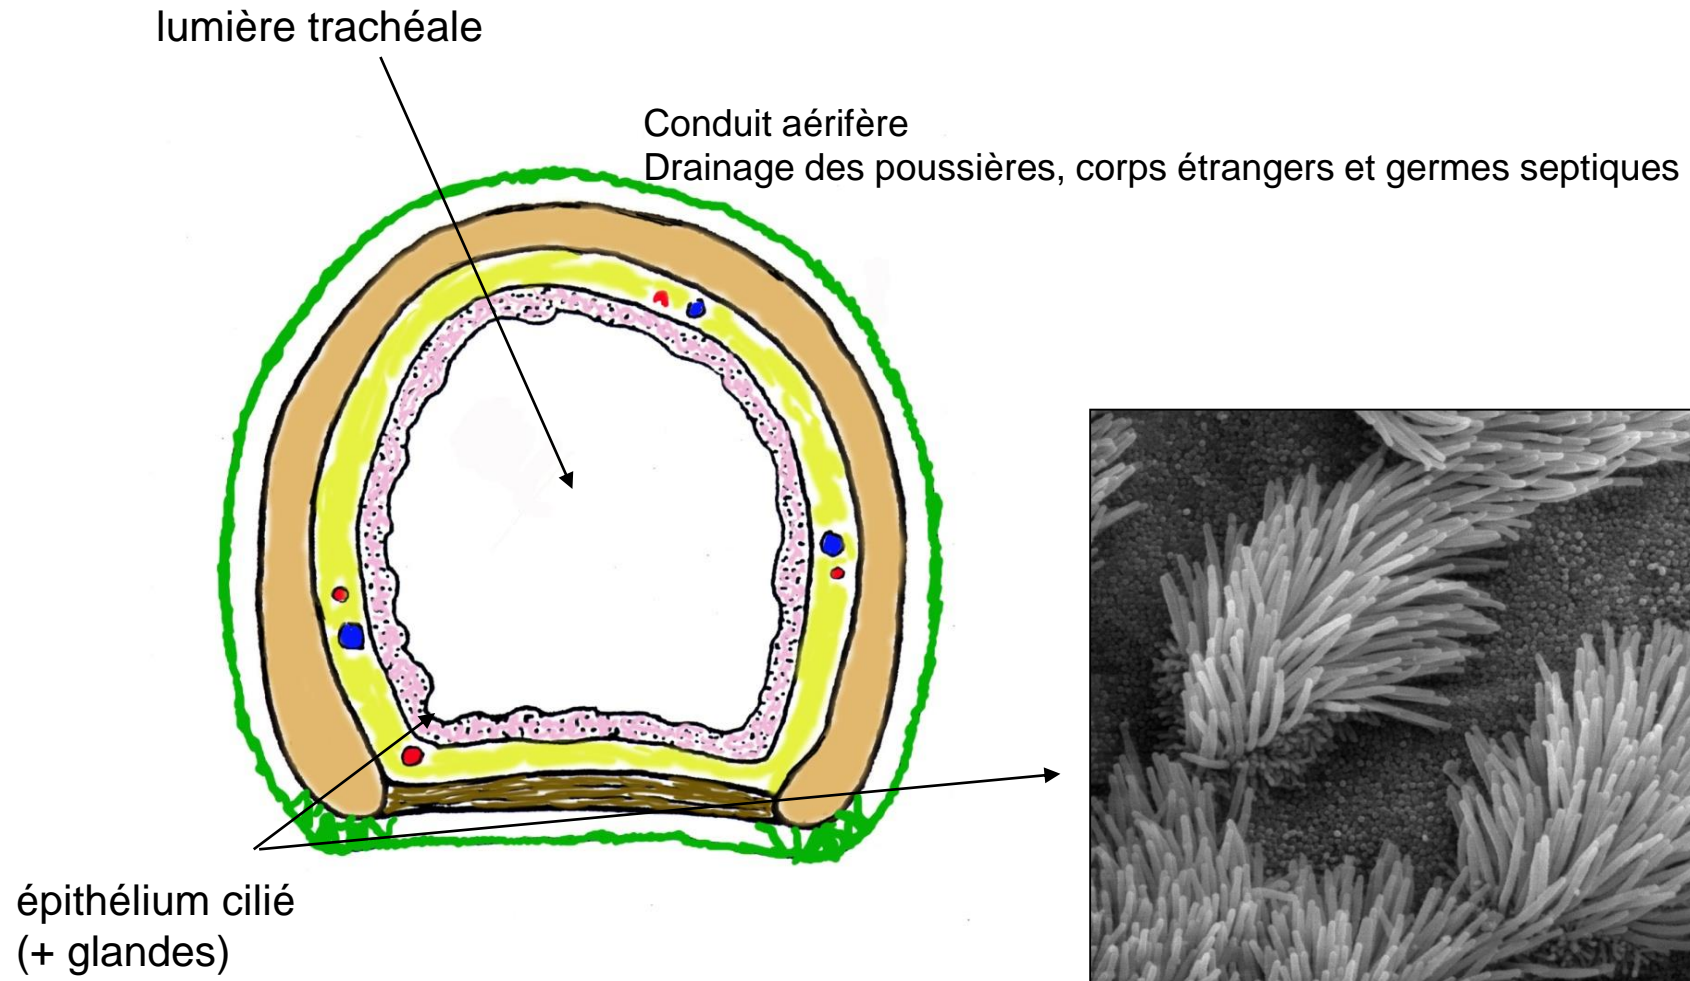 lumière trachéale
Conduit aérifère
Drainage des poussières, corps étrangers et germes septiques
épithélium cilié
(+ glandes)